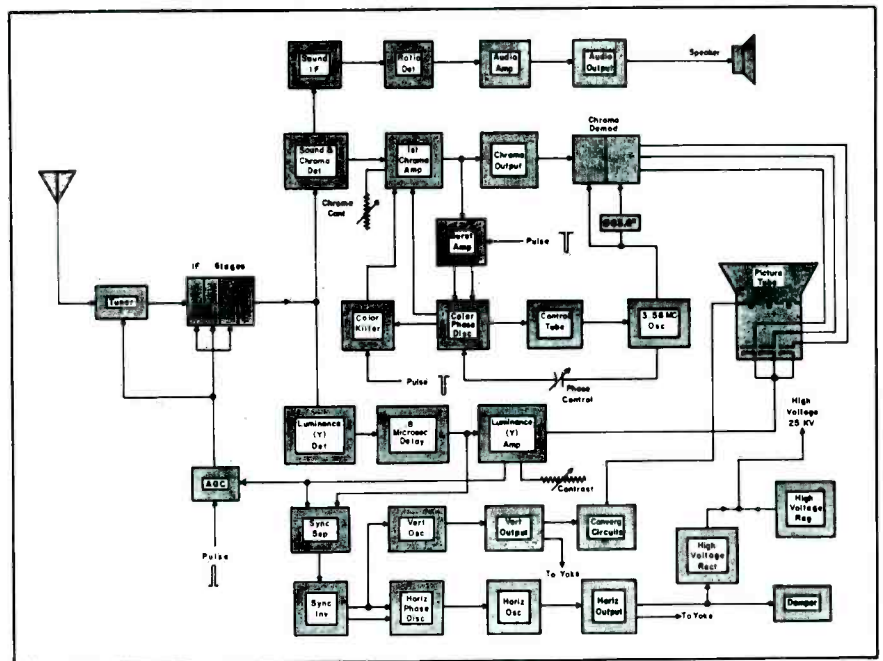 Sound
I F
Ratio
Det
Audio
Amp
Audio
Output
Speaker
Sound &
Chroma
Det
1st
Chroma
Amp
Chroma
Output
Chroma
Demod
Chroma
Cont
Burst
Amp
Pulse
IF Stages
Tuner
Picture
Tube
Color
Killer
Color
Phase
Disc
Control
Tube
3.58 MC
Osc
Pulse
Phase
Control
High
Voltage
25 KV
Luminance
(Y)
Det
.8
Microsec
Delay
Luminance
(Y)
Amp
Contrast
AGC
Pulse
Sync
Sep
Vert
Osc
Vert
Output
Converg
Circuits
To Yoke
High
Voltage
Rect
High
Voltage
Reg
Sync
Inv
Horiz
Phase
Disc
Horiz
Osc
Horiz
Output
To Yoke
Damper